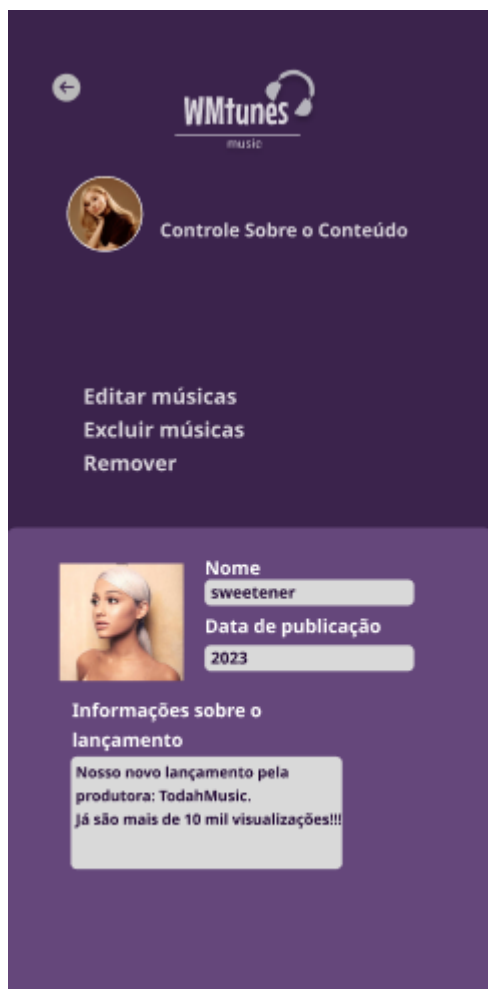 WMtunes
music
Controle Sobre o Conteúdo
Editar músicas
Excluir músicas
Remover
Nome
sweetener
Data de publicação
2023
Informações sobre o
lançamento
Nosso novo lançamento pela
produtora: TodahMusic.
Já são mais de 10 mil visualizações!!!